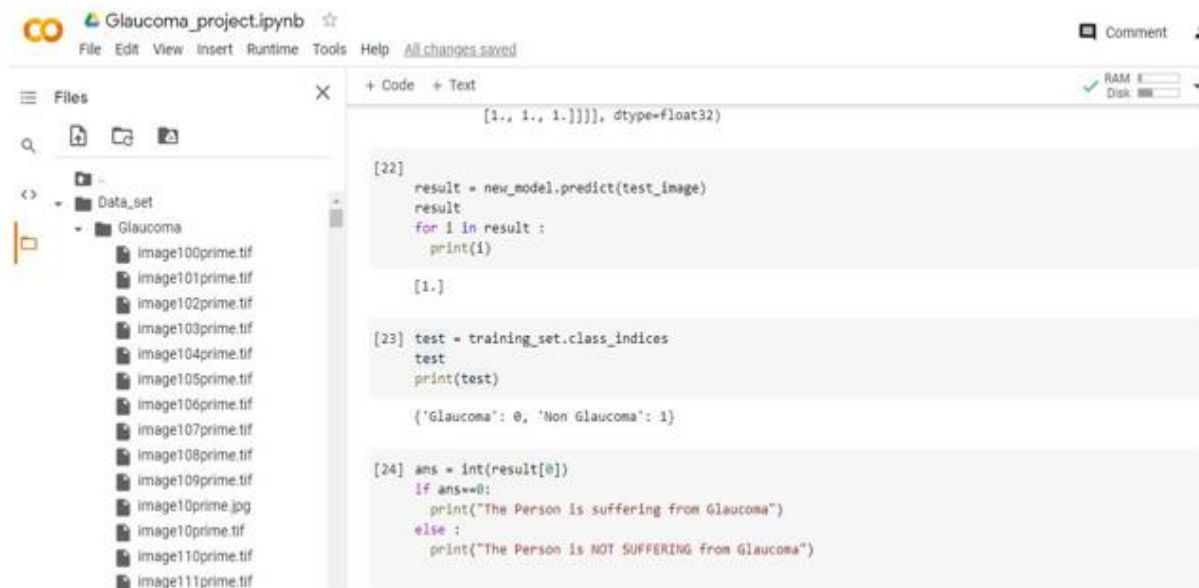 Glaucoma_project.ipynb
File Edit View Insert Runtime Tools Help All changes saved
Comment
Files
+ Code + Text
RAM
Disk
..
Data_set
Glaucoma
image100prime.tif
image101prime.tif
image102prime.tif
image103prime.tif
image104prime.tif
image105prime.tif
image106prime.tif
image107prime.tif
image108prime.tif
image109prime.tif
image10prime.jpg
image10prime.tif
image110prime.tif
image111prime.tif
[1., 1., 1.]]]], dtype=float32)
[22]
result = new_model.predict(test_image)
result
for i in result :
print(i)
[1.]
[23] test = training_set.class_indices
test
print(test)
{'Glaucoma': 0, 'Non Glaucoma': 1}
[24] ans = int(result[0])
if ans==0:
print("The Person is suffering from Glaucoma")
else :
print("The Person is NOT SUFFERING from Glaucoma")